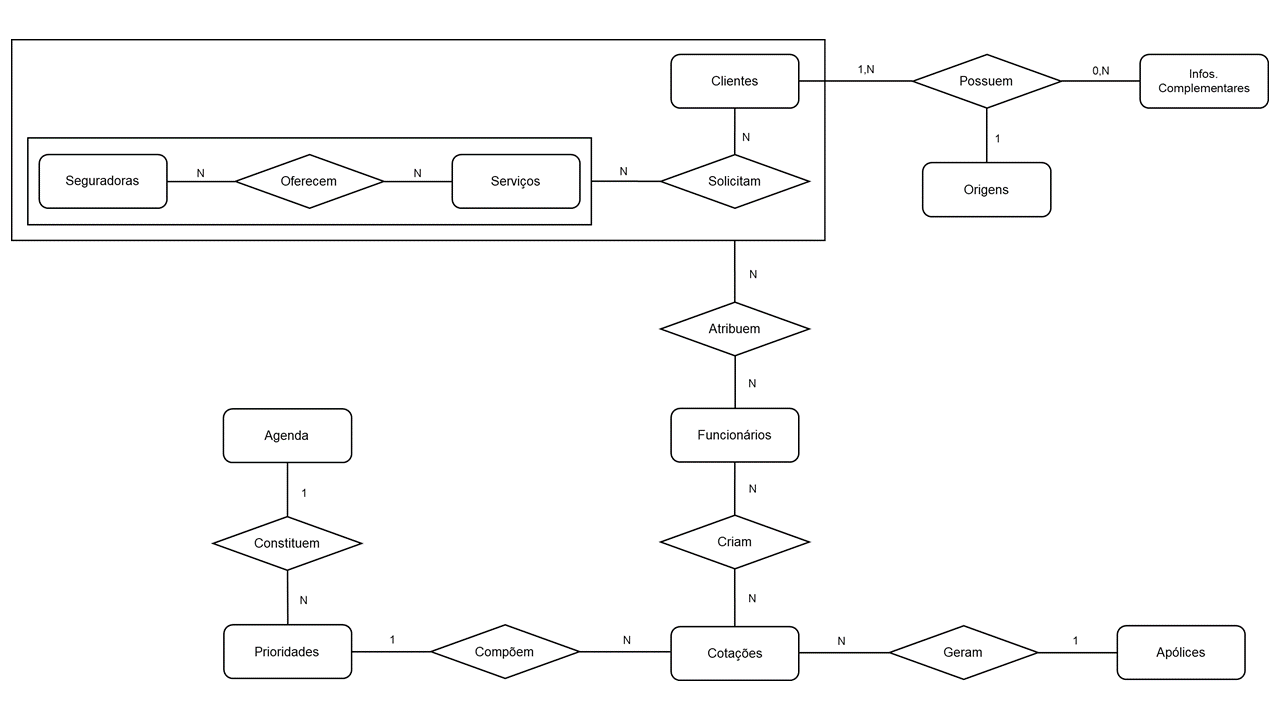 Clientes
1,N
Possuem
0,N
Infos.
Complementares
N
1
Seguradoras
N
Oferecem
N
Serviços
N
Solicitam
Origens
N
Atribuem
N
Agenda
Funcionários
1
N
Constituem
Criam
N
N
Prioridades
1
Compõem
N
Cotações
N
Geram
1
Apólices